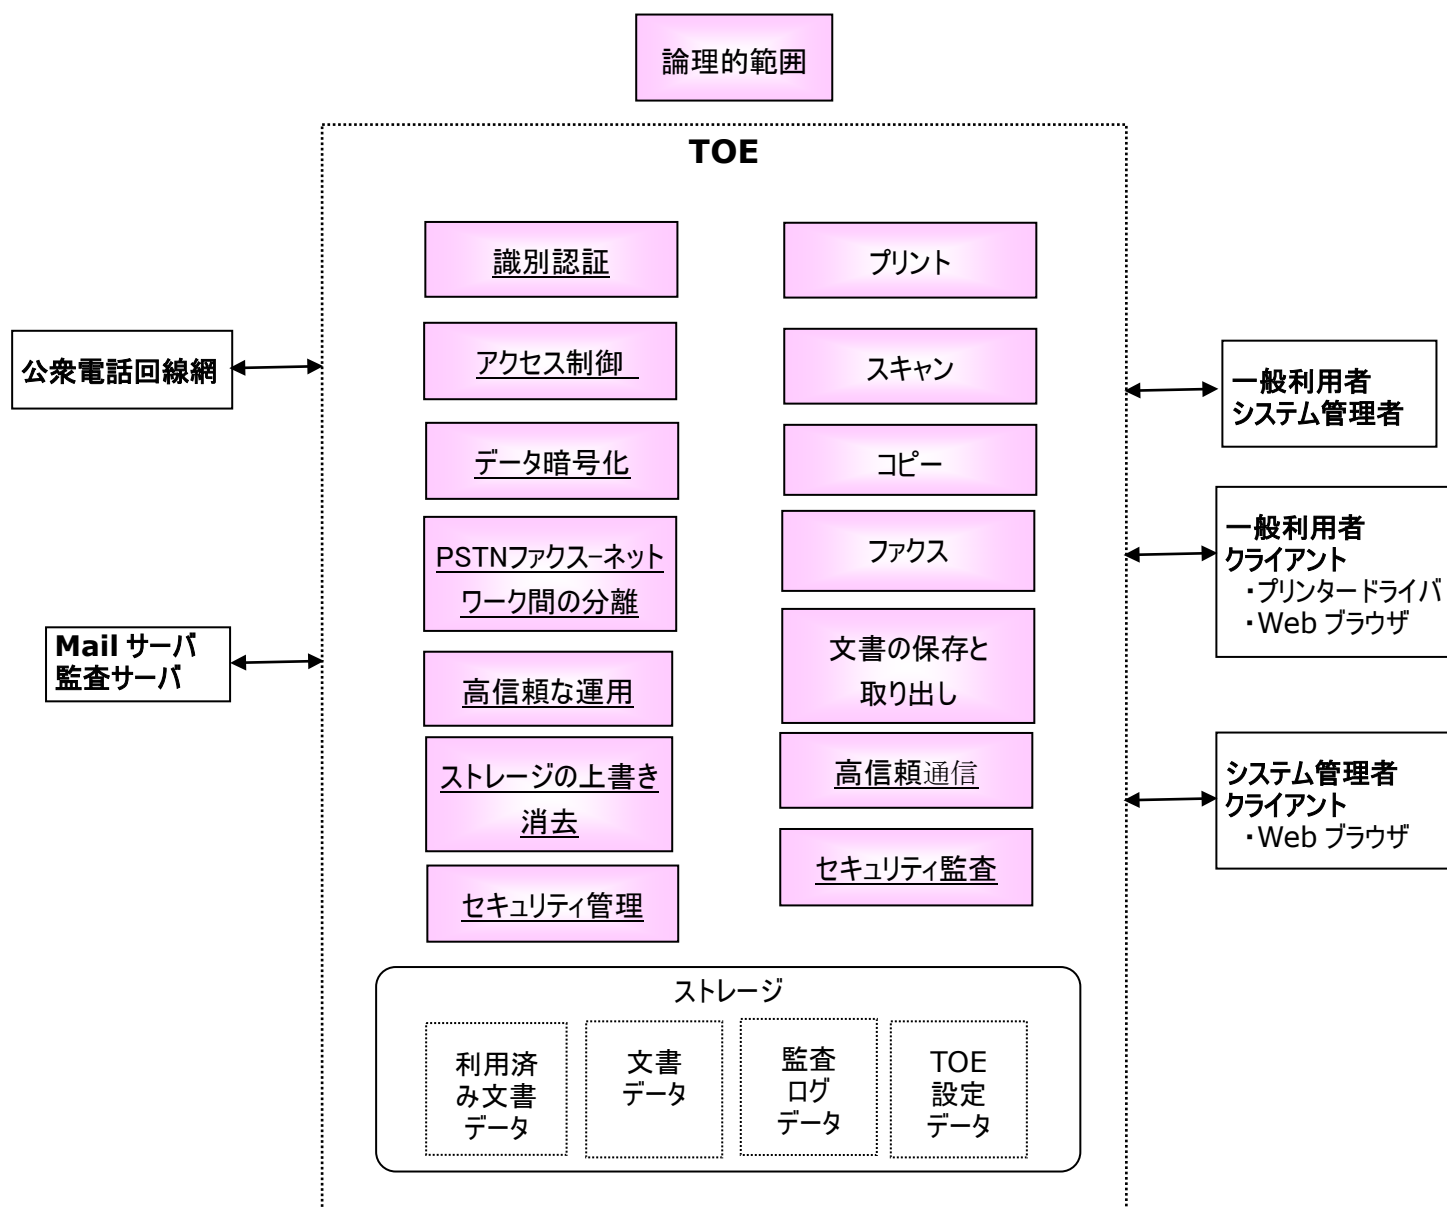 論理的範囲
TOE
識別認証
アクセス制御
データ暗号化
PSTNファクス-ネット
ワーク間の分離
高信頼な運用
ストレージの上書き
消去
セキュリティ管理
プリント
スキャン
コピー
ファクス
文書の保存と
取り出し
高信頼通信
セキュリティ監査
公衆電話回線網
Mail サーバ
監査サーバ
一般利用者
システム管理者
一般利用者
クライアント
・プリンタードライバ
・Web ブラウザ
システム管理者
クライアント
・Web ブラウザ
ストレージ
利用済
み文書
データ
文書
データ
監査
ログ
データ
TOE
設定
データ